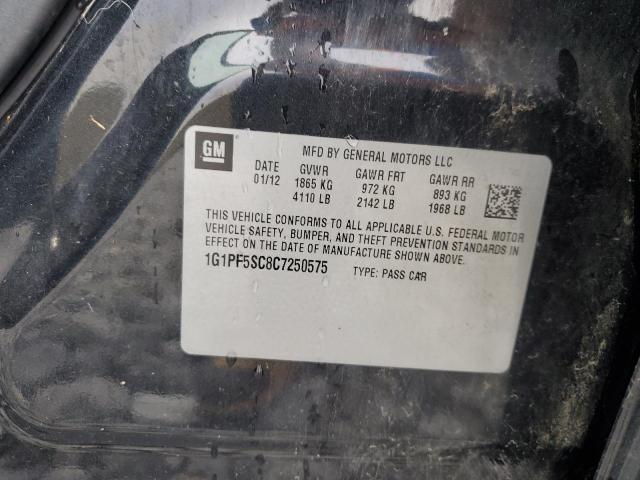 GM
MFD BY GENERAL MOTORS LLC
DATE GVWR GAWR FRT GAWR RR
01/12 1865 KG 972 KG 893 KG
4110 LB 2142 LB 1968 LB
THIS VEHICLE CONFORMS TO ALL APPLICABLE U.S. FEDERAL MOTOR
VEHICLE SAFETY, BUMPER, AND THEFT PREVENTION STANDARDS IN
EFFECT ON THE DATE OF MANUFACTURE SHOWN ABOVE.
1G1PF5SC8C7250575 TYPE: PASS CAR